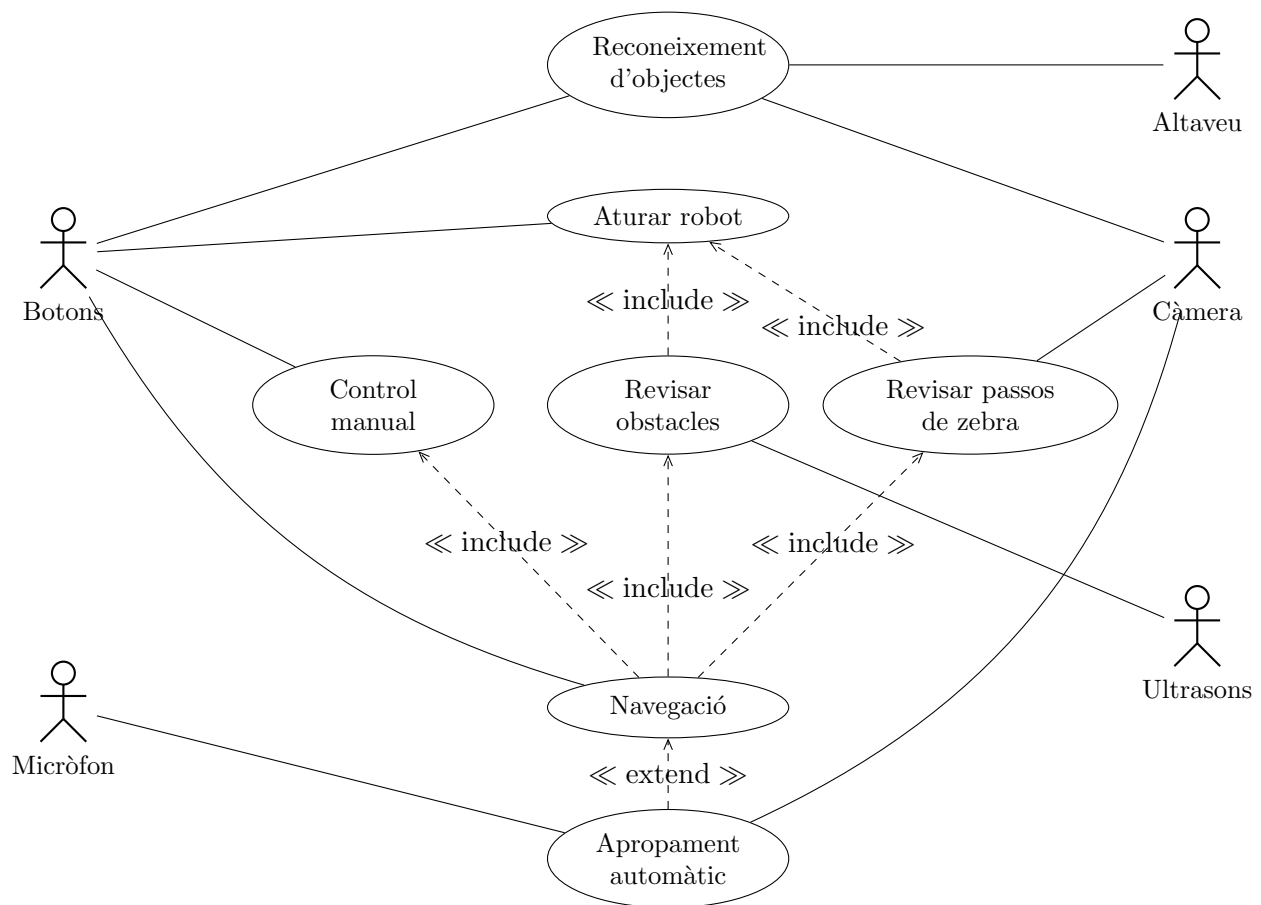 Reconeixement
d'objectes
Altaveu
Aturar robot
Botons
Càmera
≪ include ≫
≪ include ≫
Control
manual
Revisar
obstacles
Revisar passos
de zebra
≪ include ≫
≪ include ≫
≪ include ≫
Ultrasons
Navegació
Micròfon
≪ extend ≫
Apropament
automàtic